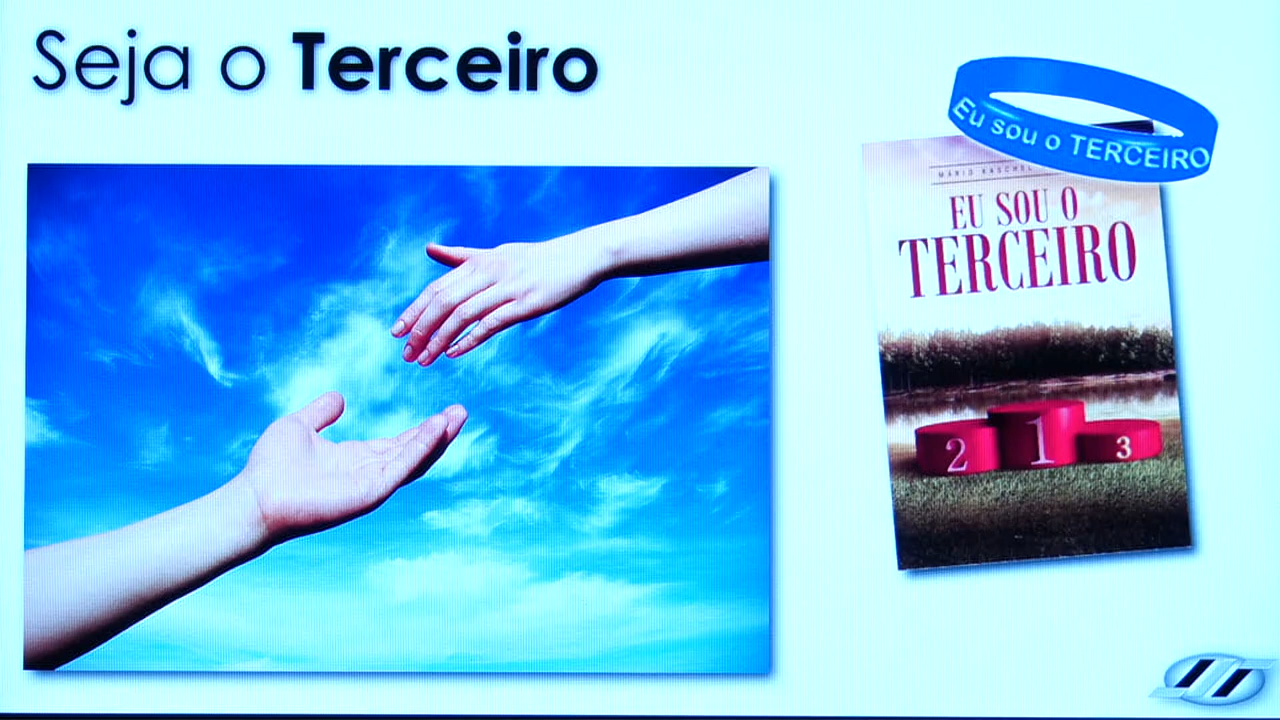 Seja o Terceiro
Eu sou o TERCEIRO
EU SOU O
TERCEIRO
2 1 3